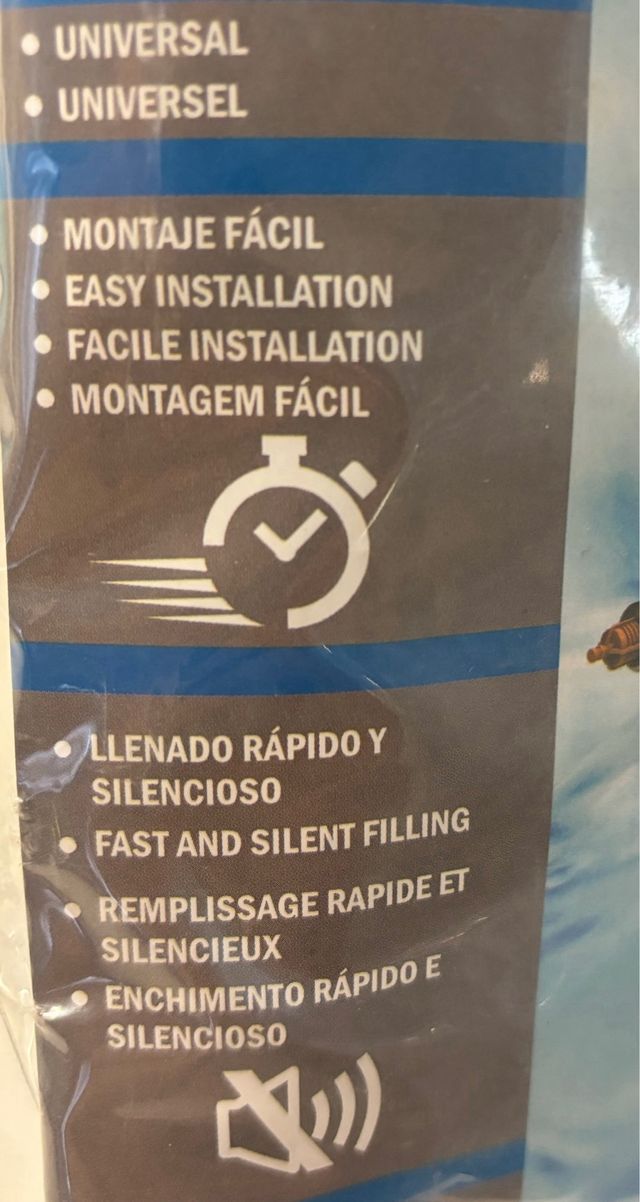 • UNIVERSAL
• UNIVERSEL
• MONTAJE FÁCIL
• EASY INSTALLATION
• FACILE INSTALLATION
• MONTAGEM FÁCIL
• LLENADO RÁPIDO Y
SILENCIOSO
• FAST AND SILENT FILLING
• REMPLISSAGE RAPIDE ET
SILENCIEUX
• ENCHIMENTO RÁPIDO E
SILENCIOSO